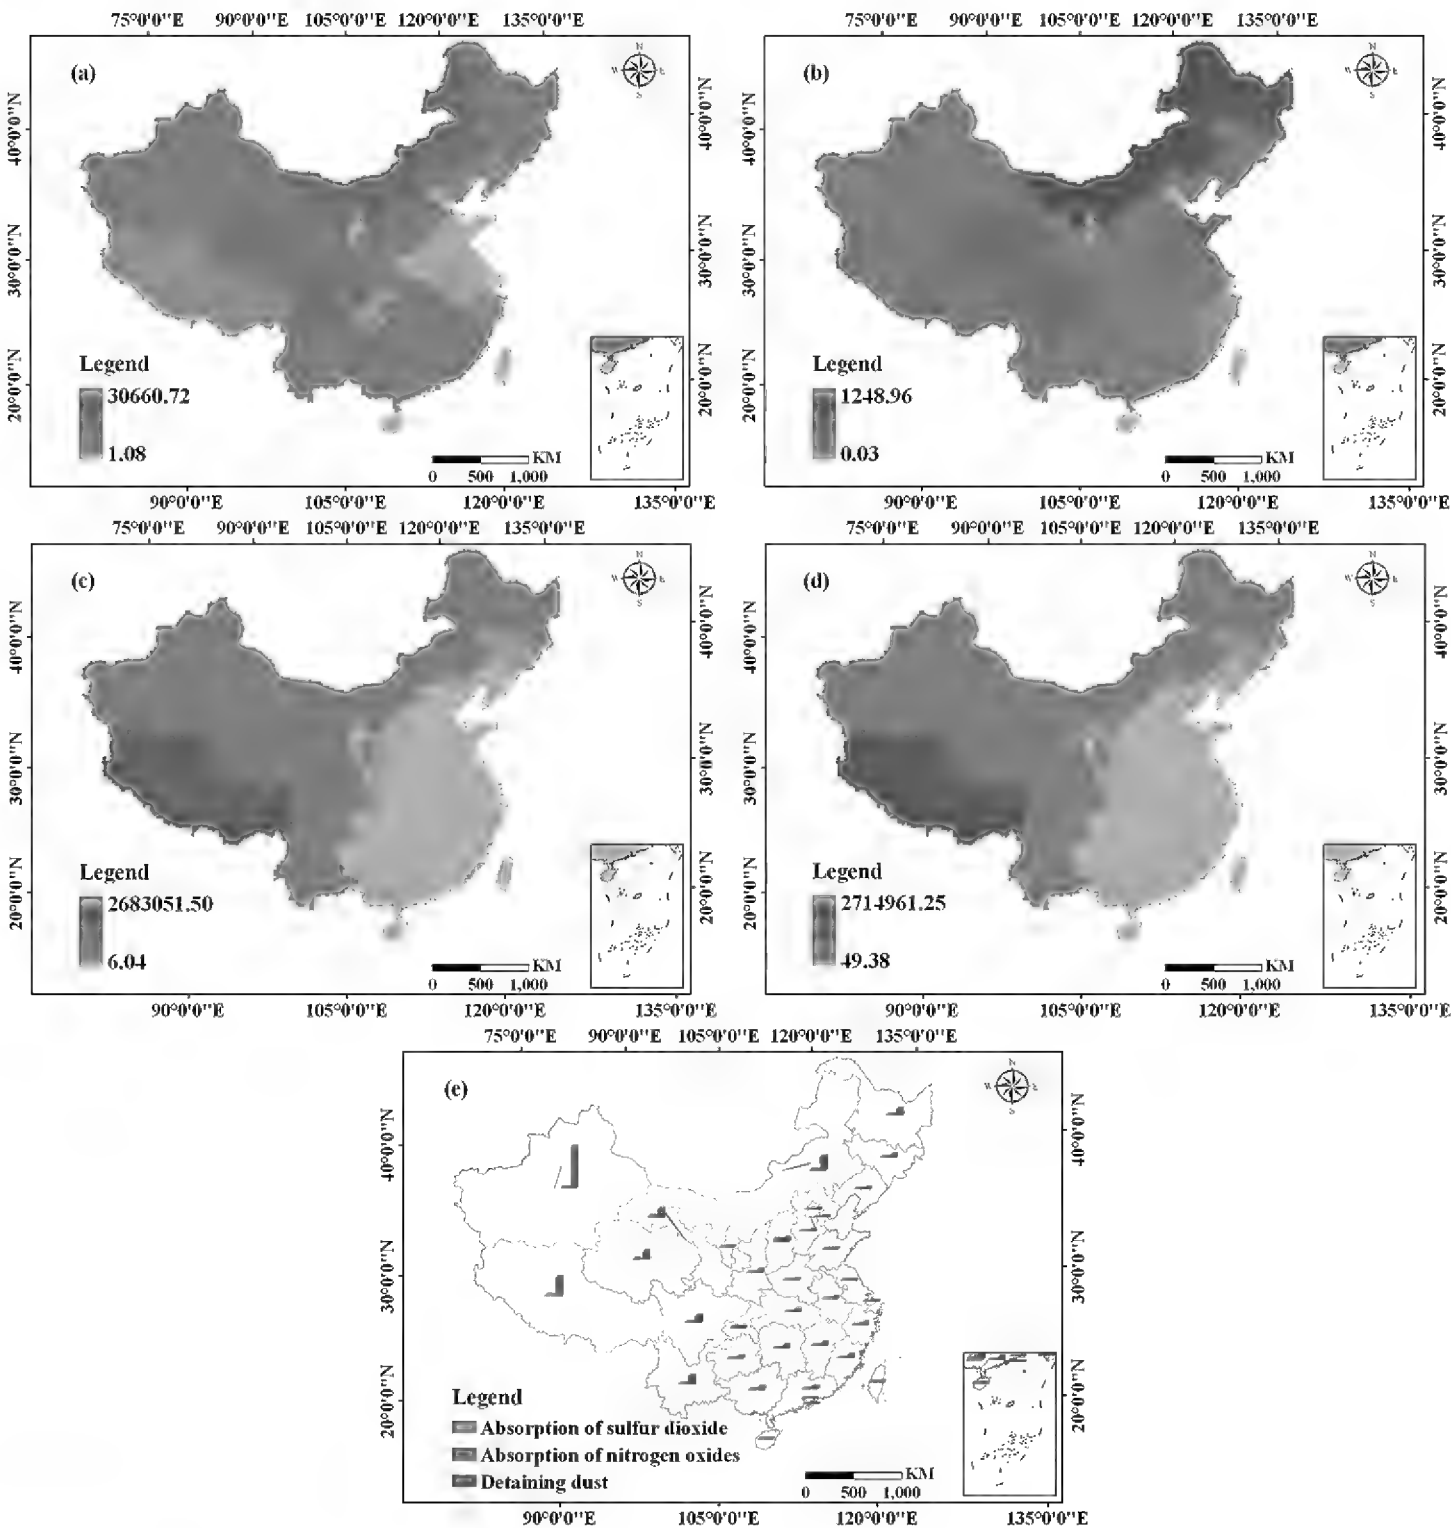 75°0'0"E 90°0'0"E 105°0'0"E 120°0'0"E 135°0'0"E 75°0'0"E 90°0'0"E 105°0'0"E 120°0'0"E 135°0'0"E
(a) N W E S (b) N W E S
40°0'0"N 40°0'0"N 40°0'0"N 40°0'0"N
30°0'0"N 30°0'0"N 30°0'0"N 30°0'0"N
20°0'0"N 20°0'0"N 20°0'0"N 20°0'0"N
Legend Legend
30660.72 1248.96
1.08 KM 0.03 KM
0 500 1,000 0 500 1,000
90°0'0"E 105°0'0"E 120°0'0"E 135°0'0"E 90°0'0"E 105°0'0"E 120°0'0"E 135°0'0"E
75°0'0"E 90°0'0"E 105°0'0"E 120°0'0"E 135°0'0"E 75°0'0"E 90°0'0"E 105°0'0"E 120°0'0"E 135°0'0"E
(c) N W E S (d) N W E S
40°0'0"N 40°0'0"N 40°0'0"N 40°0'0"N
30°0'0"N 30°0'0"N 30°0'0"N 30°0'0"N
20°0'0"N 20°0'0"N 20°0'0"N 20°0'0"N
Legend Legend
2683051.50 2714961.25
6.04 KM 49.38 KM
0 500 1,000 0 500 1,000
90°0'0"E 105°0'0"E 120°0'0"E 135°0'0"E 90°0'0"E 105°0'0"E 120°0'0"E 135°0'0"E
75°0'0"E 90°0'0"E 105°0'0"E 120°0'0"E 135°0'0"E
(e) N W E S
40°0'0"N 40°0'0"N
30°0'0"N 30°0'0"N
20°0'0"N 20°0'0"N
Legend
Absorption of sulfur dioxide
Absorption of nitrogen oxides
Detaining dust
KM
0 500 1,000
90°0'0"E 105°0'0"E 120°0'0"E 135°0'0"E